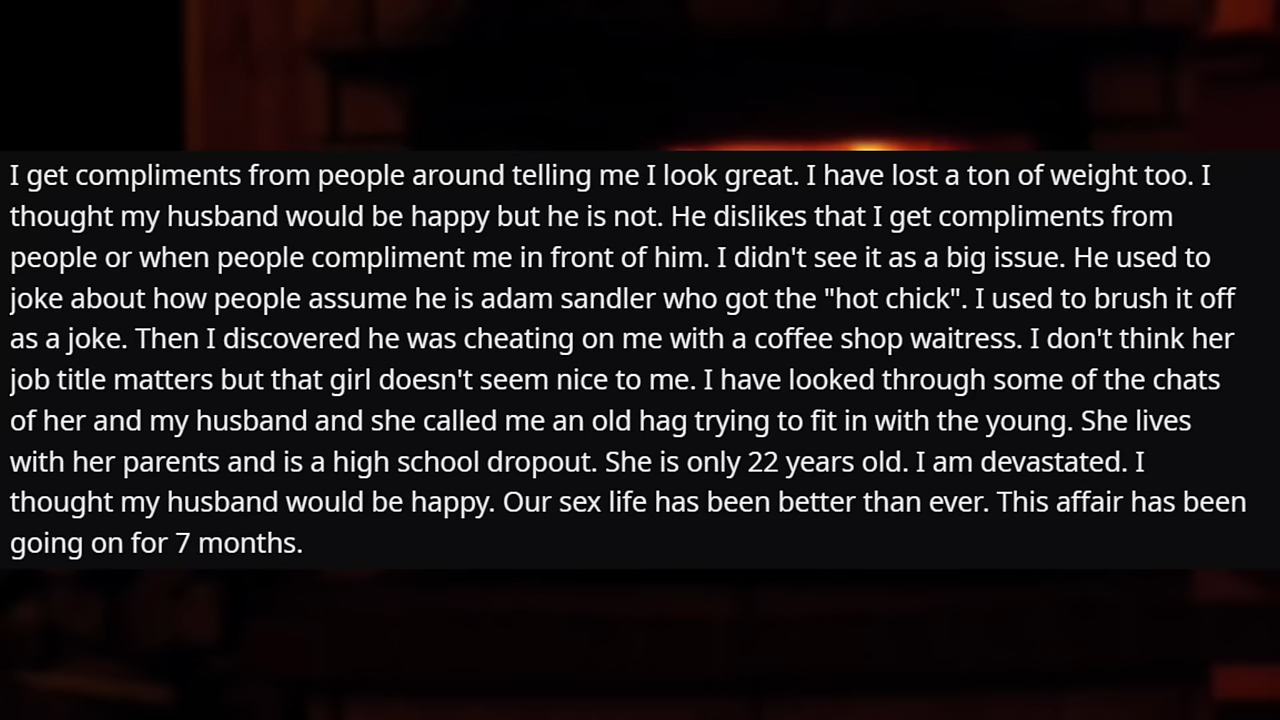 I get compliments from people around telling me I look great. I have lost a ton of weight too. I
thought my husband would be happy but he is not. He dislikes that I get compliments from
people or when people compliment me in front of him. I didn't see it as a big issue. He used to
joke about how people assume he is adam sandler who got the "hot chick". I used to brush it off
as a joke. Then I discovered he was cheating on me with a coffee shop waitress. I don't think her
job title matters but that girl doesn't seem nice to me. I have looked through some of the chats
of her and my husband and she called me an old hag trying to fit in with the young. She lives
with her parents and is a high school dropout. She is only 22 years old. I am devastated. I
thought my husband would be happy. Our sex life has been better than ever. This affair has been
going on for 7 months.